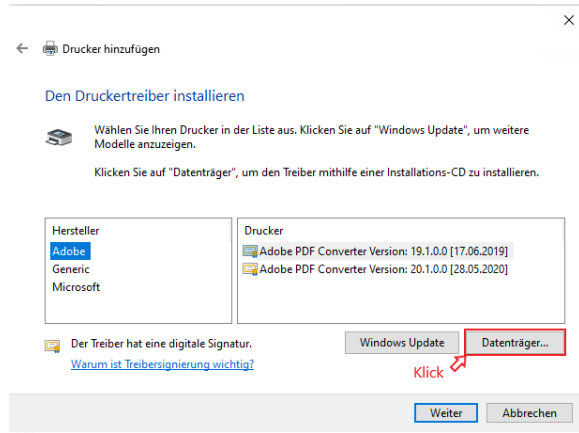 Drucker hinzufügen
Den Druckertreiber installieren
Wählen Sie Ihren Drucker in der Liste aus. Klicken Sie auf "Windows Update", um weitere
Modelle anzuzeigen.
Klicken Sie auf "Datenträger", um den Treiber mithilfe einer Installations-CD zu installieren.
Hersteller
Adobe
Generic
Microsoft
Drucker
Adobe PDF Converter Version: 19.1.0.0 [17.06.2019]
Adobe PDF Converter Version: 20.1.0.0 [28.05.2020]
Der Treiber hat eine digitale Signatur.
Warum ist Treibersignierung wichtig?
Windows Update
Datenträger...
Klick
Weiter
Abbrechen